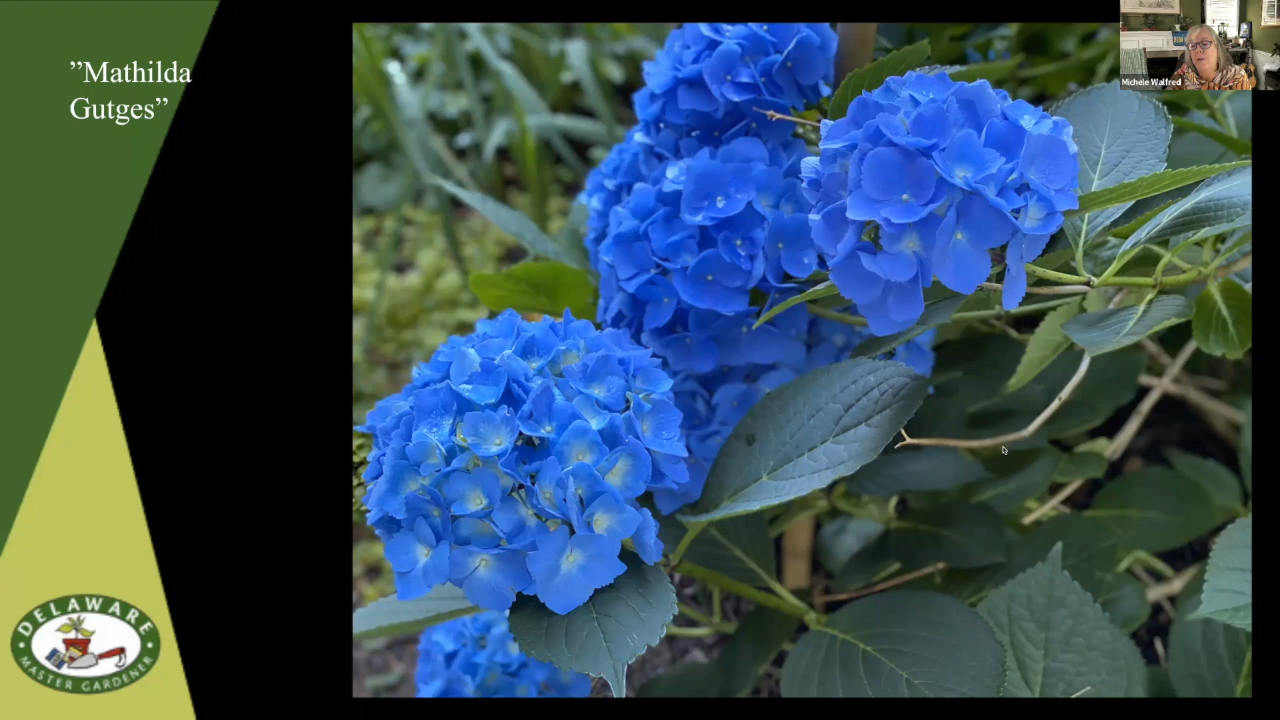 ”Mathilda
Gutges”
Michele Walfred
DELAWARE
MASTER GARDENER